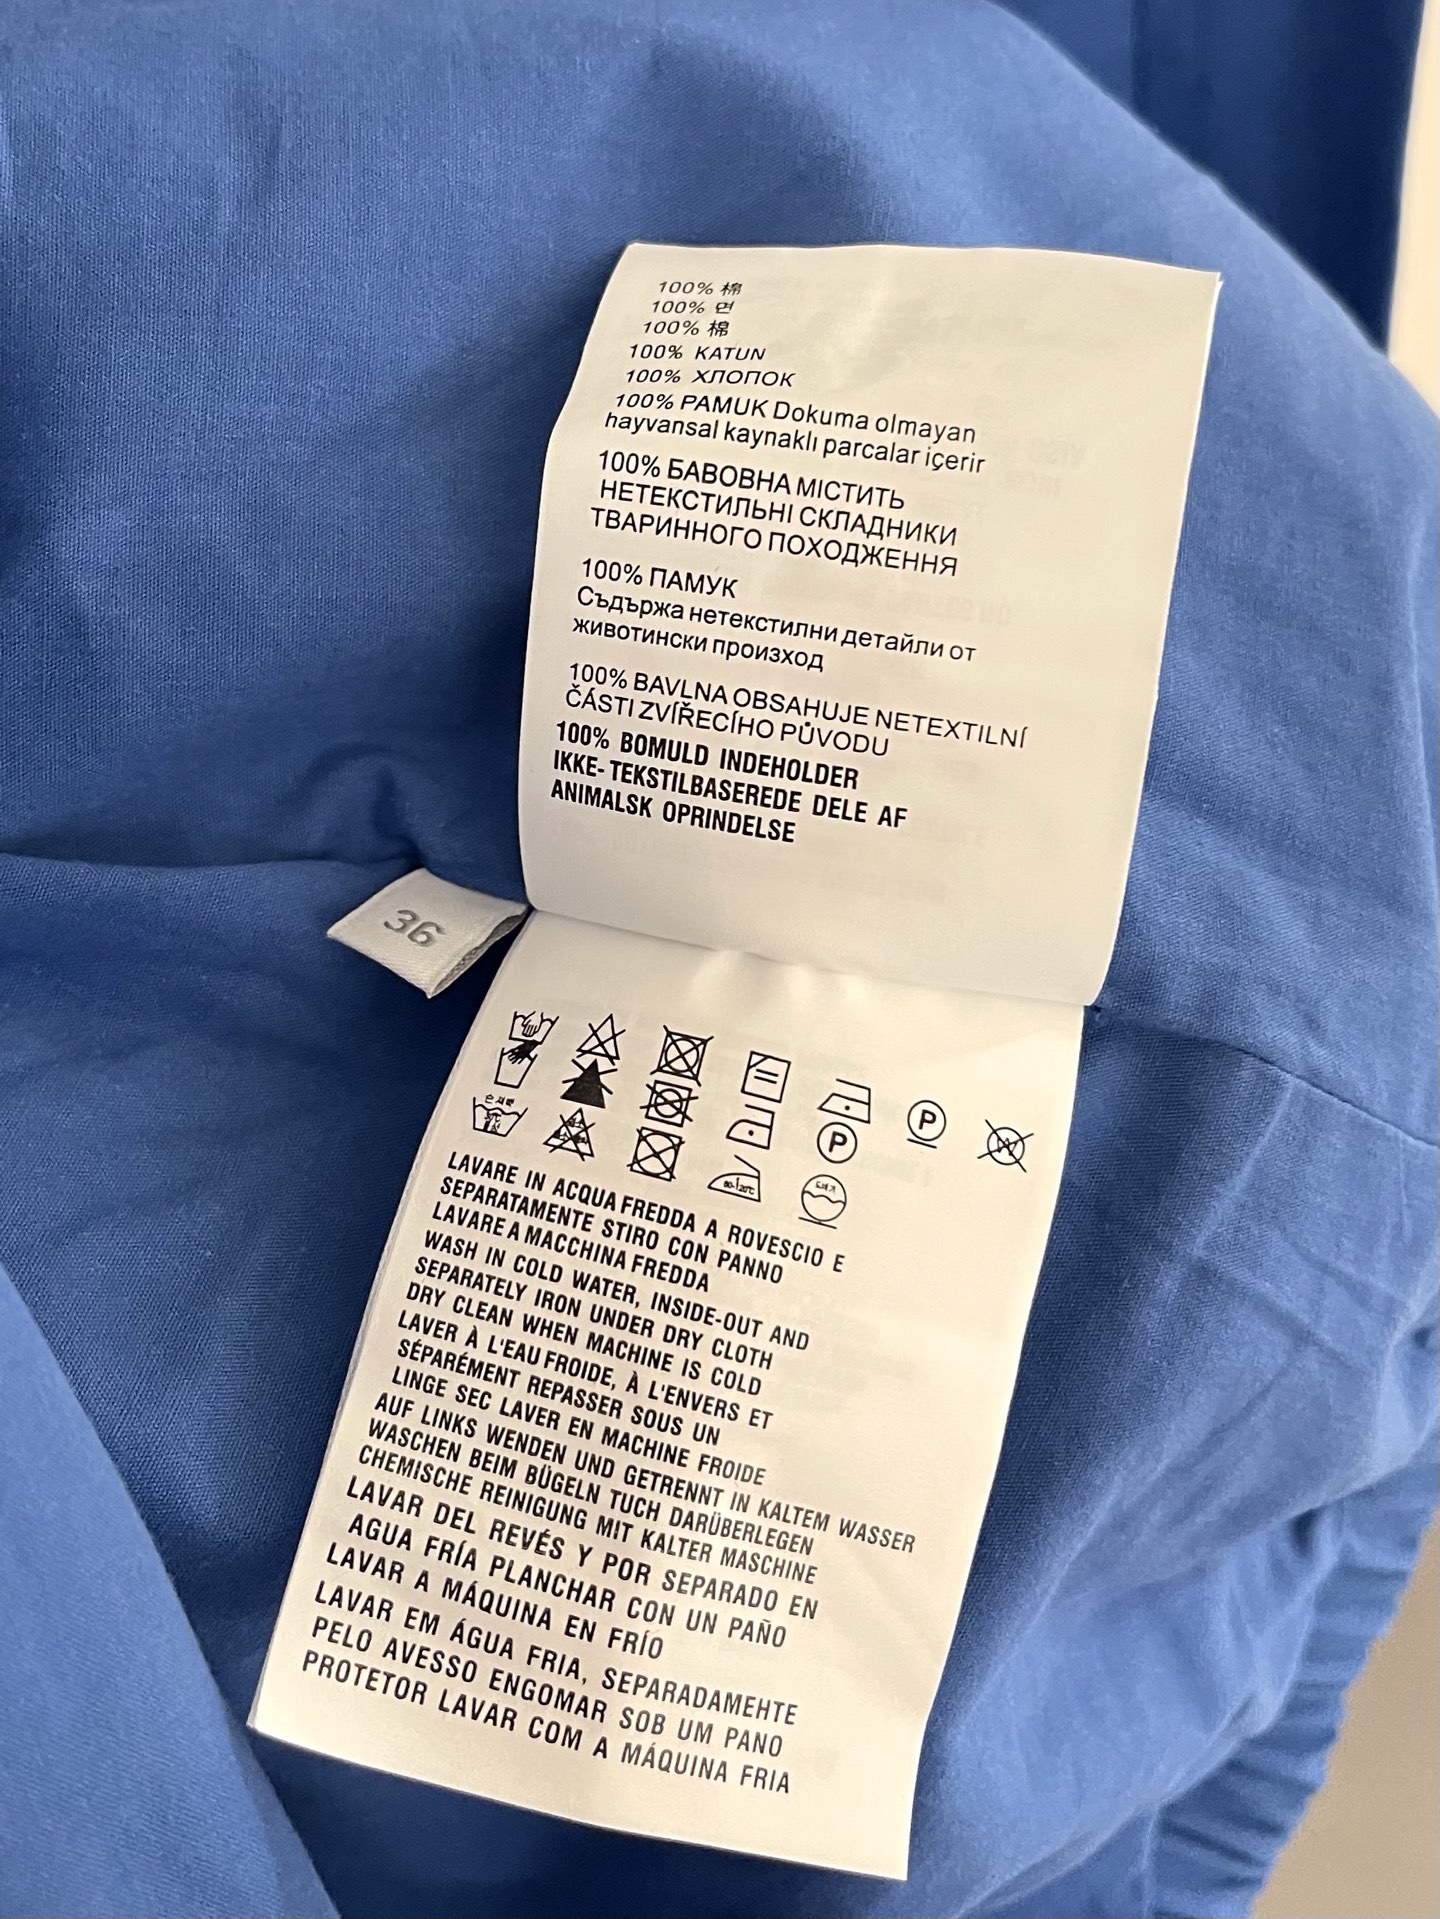 100% 棉
100% 면
100% 棉
100% KATUN
100% ХЛОПОК
100% PAMUK Dokuma olmayan
hayvansal kaynaklı parcalar içerir
100% БАВОВНА МІСТИТЬ
НЕТЕКСТИЛЬНІ СКЛАДНИКИ
ТВАРИННОГО ПОХОДЖЕННЯ
100% ПАМУК
Съдържа нетекстилни детайли от
животински произход
100% BAVLNA OBSAHUJE NETEXTILNÍ
ČÁSTI ZVÍŘECÍHO PŮVODU
100% BOMULD INDEHOLDER
IKKE- TEKSTILBASEREDE DELE AF
ANIMALSK OPRINDELSE
36
P
P
W
LAVARE IN ACQUA FREDDA A ROVESCIO E
SEPARATAMENTE STIRO CON PANNO
LAVARE A MACCHINA FREDDA
WASH IN COLD WATER, INSIDE-OUT AND
SEPARATELY IRON UNDER DRY CLOTH
DRY CLEAN WHEN MACHINE IS COLD
LAVER À L'EAU FROIDE, À L'ENVERS ET
SÉPARÉMENT REPASSER SOUS UN
LINGE SEC LAVER EN MACHINE FROIDE
AUF LINKS WENDEN UND GETRENNT IN KALTEM WASSER
WASCHEN BEIM BÜGELN TUCH DARÜBERLEGEN
CHEMISCHE REINIGUNG MIT KALTER MASCHINE
LAVAR DEL REVÉS Y POR SEPARADO EN
AGUA FRÍA PLANCHAR CON UN PAÑO
LAVAR A MÁQUINA EN FRÍO
LAVAR EM ÁGUA FRIA, SEPARADAMEHTE
PELO AVESSO ENGOMAR SOB UM PANO
PROTETOR LAVAR COM A MÁQUINA FRIA